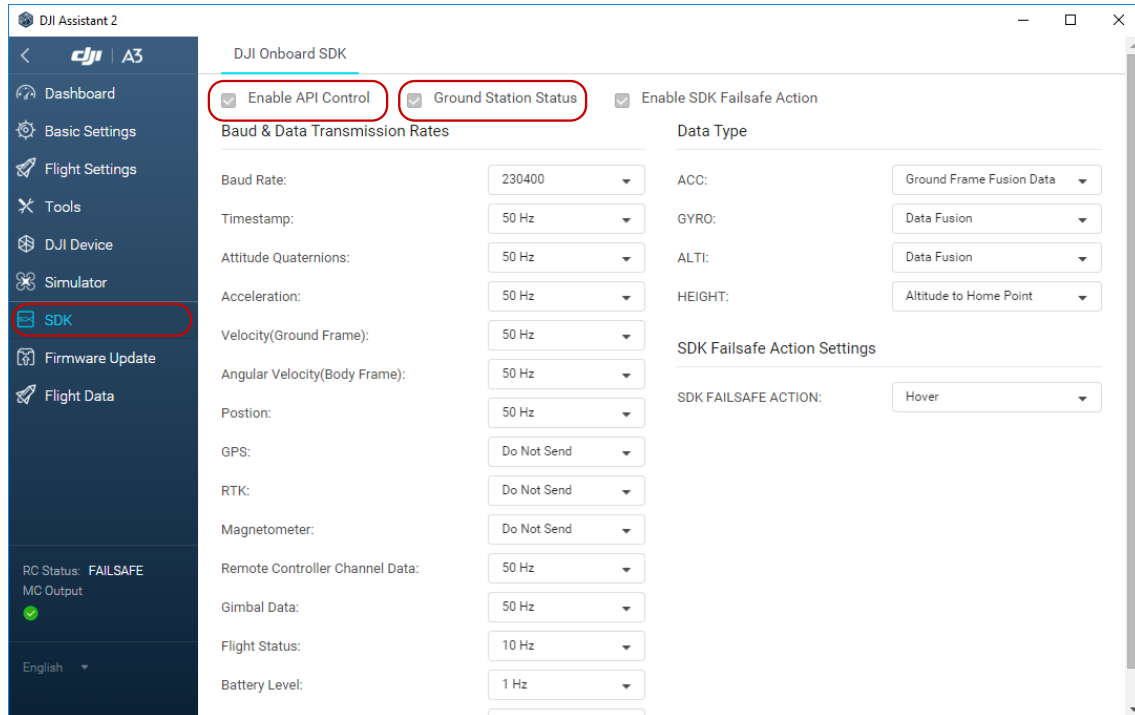 DJI Assistant 2
dji A3
Dashboard
Basic Settings
Flight Settings
Tools
DJI Device
Simulator
SDK
Firmware Update
Flight Data
RC Status: FAILSAFE
MC Output
English
DJI Onboard SDK
Enable API Control Ground Station Status Enable SDK Failsafe Action
Baud & Data Transmission Rates
Baud Rate: 230400
Timestamp: 50 Hz
Attitude Quaternions: 50 Hz
Acceleration: 50 Hz
Velocity(Ground Frame): 50 Hz
Angular Velocity(Body Frame): 50 Hz
Postion: 50 Hz
GPS: Do Not Send
RTK: Do Not Send
Magnetometer: Do Not Send
Remote Controller Channel Data: 50 Hz
Gimbal Data: 50 Hz
Flight Status: 10 Hz
Battery Level: 1 Hz
Data Type
ACC: Ground Frame Fusion Data
GYRO: Data Fusion
ALTI: Data Fusion
HEIGHT: Altitude to Home Point
SDK Failsafe Action Settings
SDK FAILSAFE ACTION: Hover